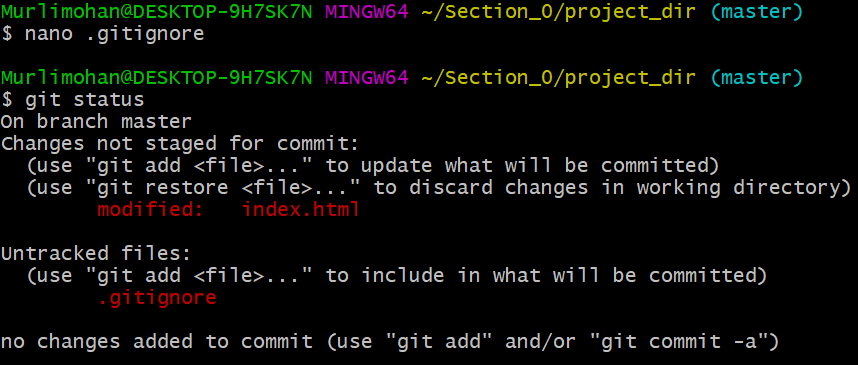 Murlimohan@DESKTOP-9H7SK7N MINGW64 ~/Section_0/project_dir (master)
$ nano .gitignore
Murlimohan@DESKTOP-9H7SK7N MINGW64 ~/Section_0/project_dir (master)
$ git status
On branch master
Changes not staged for commit:
(use "git add <file>..." to update what will be committed)
(use "git restore <file>..." to discard changes in working directory)
modified: index.html
Untracked files:
(use "git add <file>..." to include in what will be committed)
.gitignore
no changes added to commit (use "git add" and/or "git commit -a")